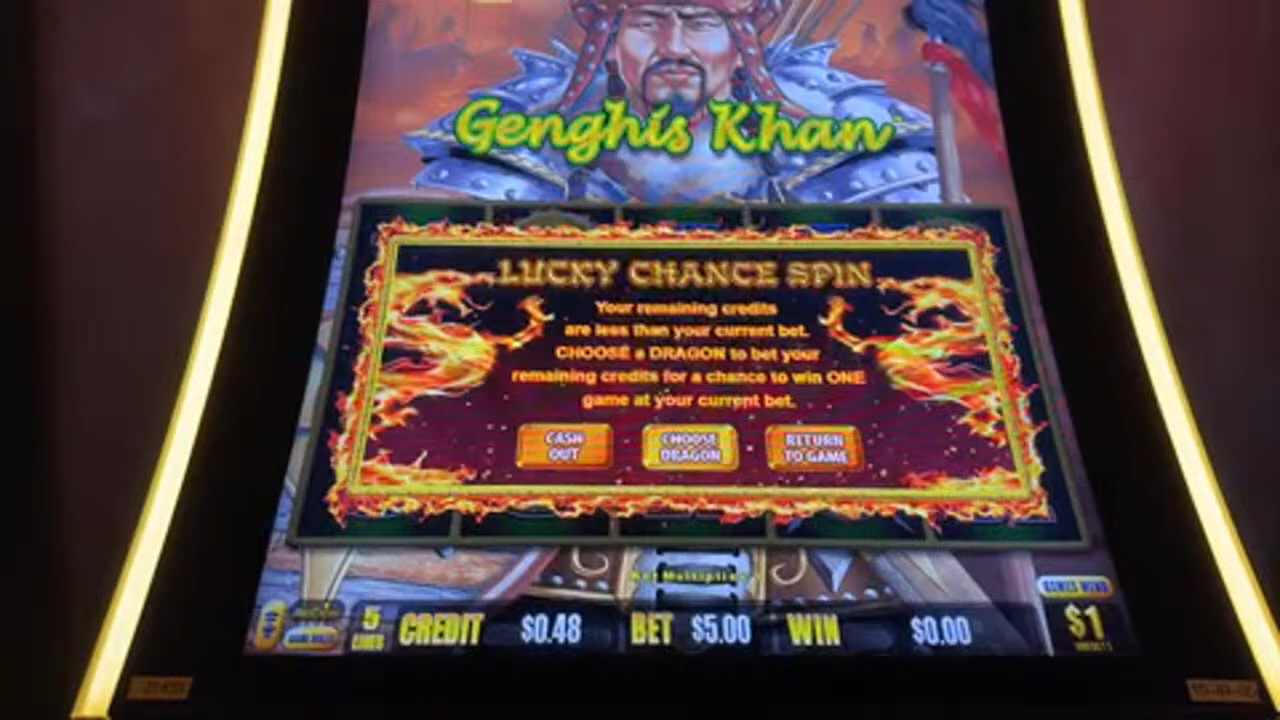 Genghis Khan
LUCKY CHANCE SPIN
Your remaining credits
are less than your current bet.
CHOOSE a DRAGON to bet your
remaining credits for a chance to win ONE
game at your current bet.
CASH OUT
CHOOSE DRAGON
RETURN TO GAME
5 LINES
CREDIT $0.48 BET $5.00 WIN $0.00
$1